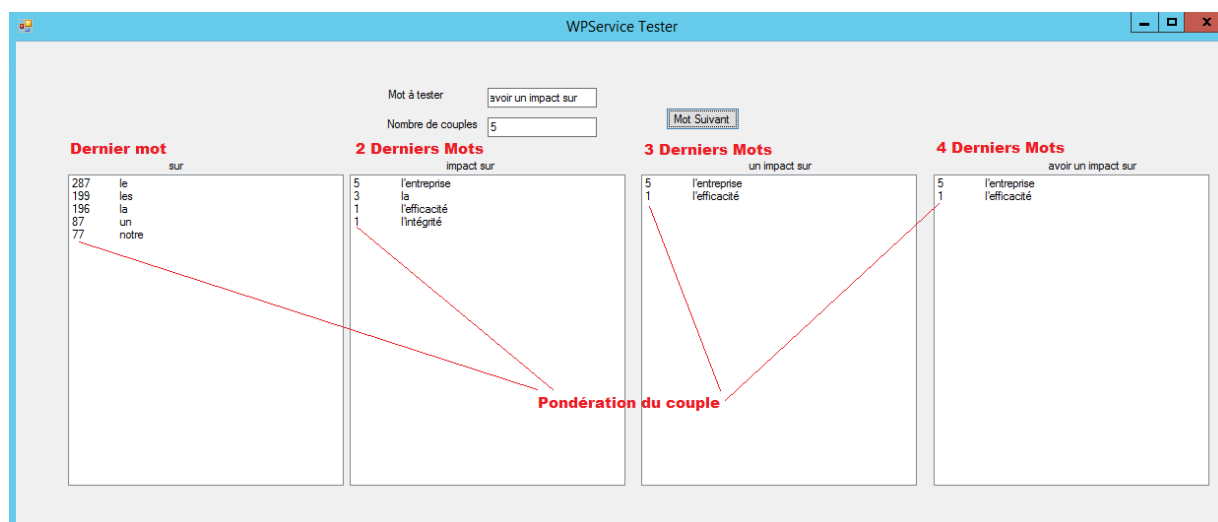 WPService Tester
Mot à tester avoir un impact sur
Nombre de couples 5
Mot Suivant
Dernier mot 2 Derniers Mots 3 Derniers Mots 4 Derniers Mots
sur impact sur un impact sur avoir un impact sur
287 le 5 l'entreprise 5 l'entreprise 5 l'entreprise
199 les 3 la 1 l'efficacité 1 l'efficacité
196 la 1 l'efficacité
87 un 1 l'intégrité
77 notre
Pondération du couple